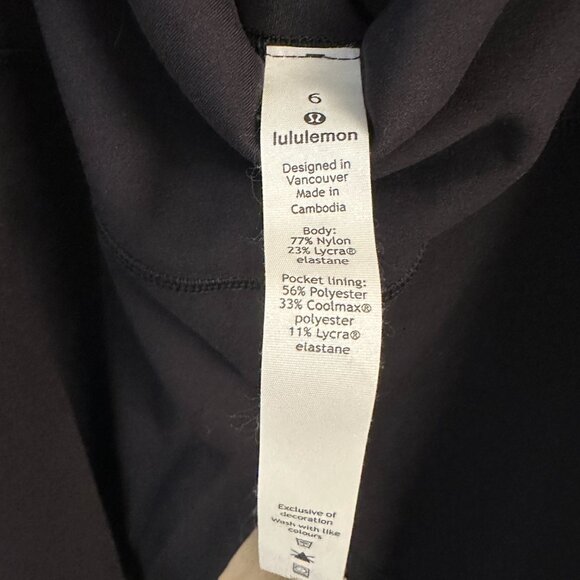 6
lululemon
Designed in
Vancouver
Made in
Cambodia
Body:
77% Nylon
23% Lycra®
elastane
Pocket lining:
56% Polyester
33% Coolmax®
polyester
11% Lycra®
elastane
Exclusive of
decoration
Wash with like
colours